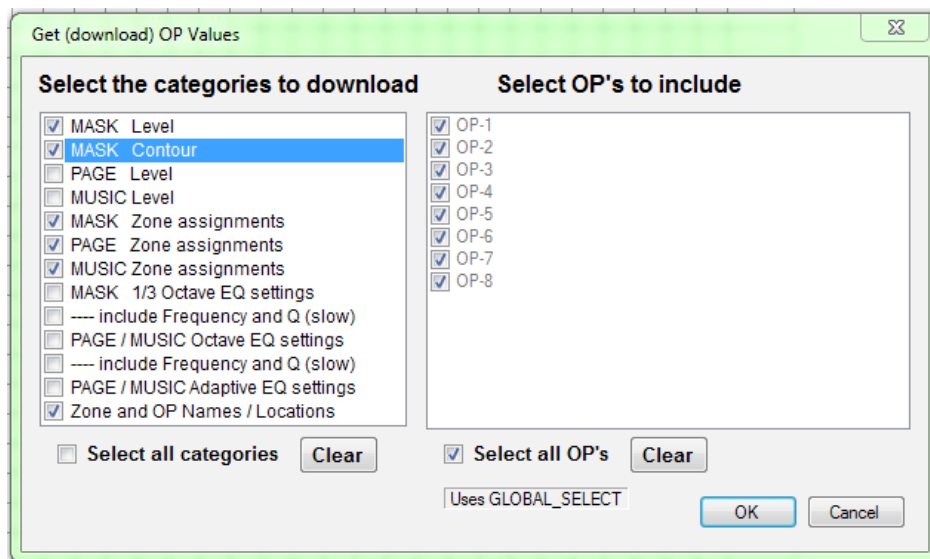 Get (download) OP Values
Select the categories to download
Select OP's to include
MASK Level
MASK Contour
PAGE Level
MUSIC Level
MASK Zone assignments
PAGE Zone assignments
MUSIC Zone assignments
MASK 1/3 Octave EQ settings
---- include Frequency and Q (slow)
PAGE / MUSIC Octave EQ settings
---- include Frequency and Q (slow)
PAGE / MUSIC Adaptive EQ settings
Zone and OP Names / Locations
OP-1
OP-2
OP-3
OP-4
OP-5
OP-6
OP-7
OP-8
Select all categories
Clear
Select all OP's
Clear
Uses GLOBAL_SELECT
OK
Cancel